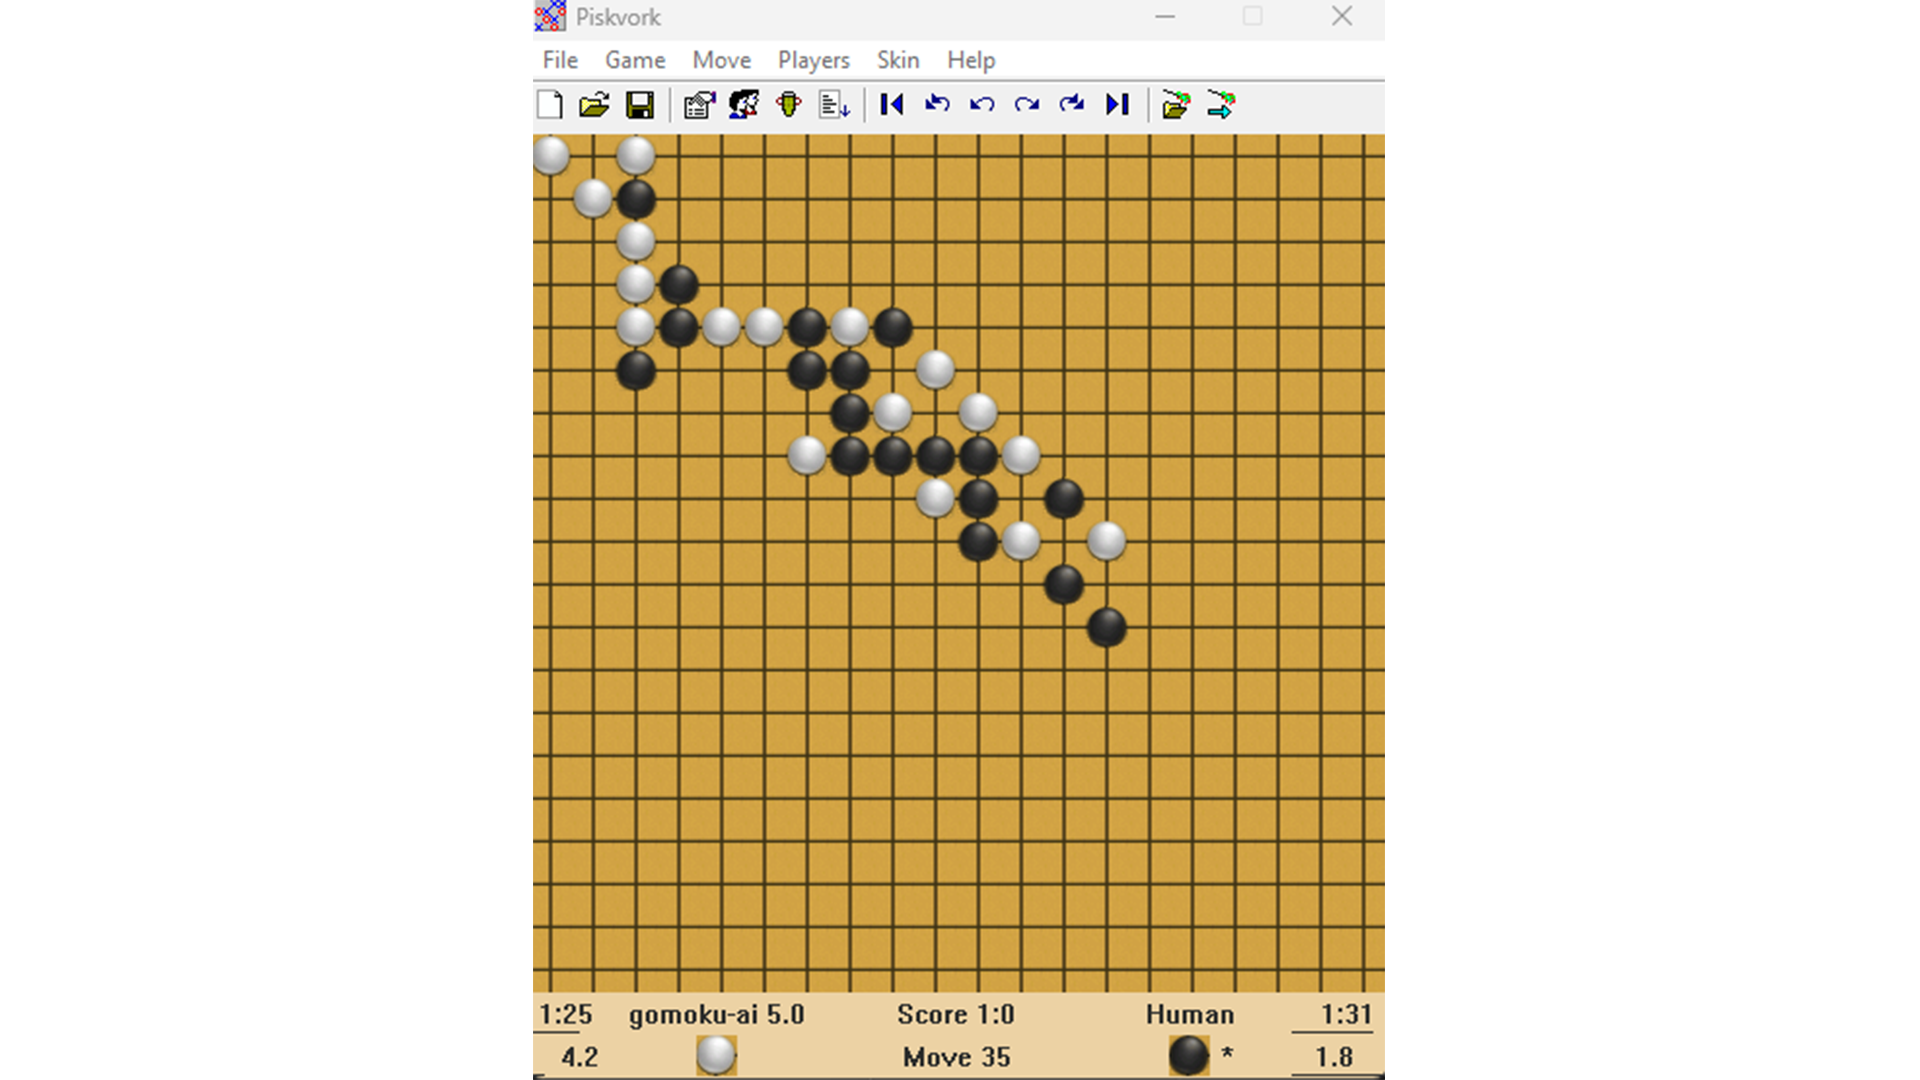 Piskvork
File Game Move Players Skin Help
1:25 gomoku-ai 5.0 Score 1:0 Human 1:31
4.2 Move 35 * 1.8